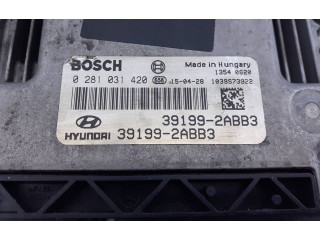 BOSCH
Made in Hungary
1354 0620
0 281 031 420 15-04-28 1039S73922
39199-2ABB3
HYUNDAI 39199-2ABB3